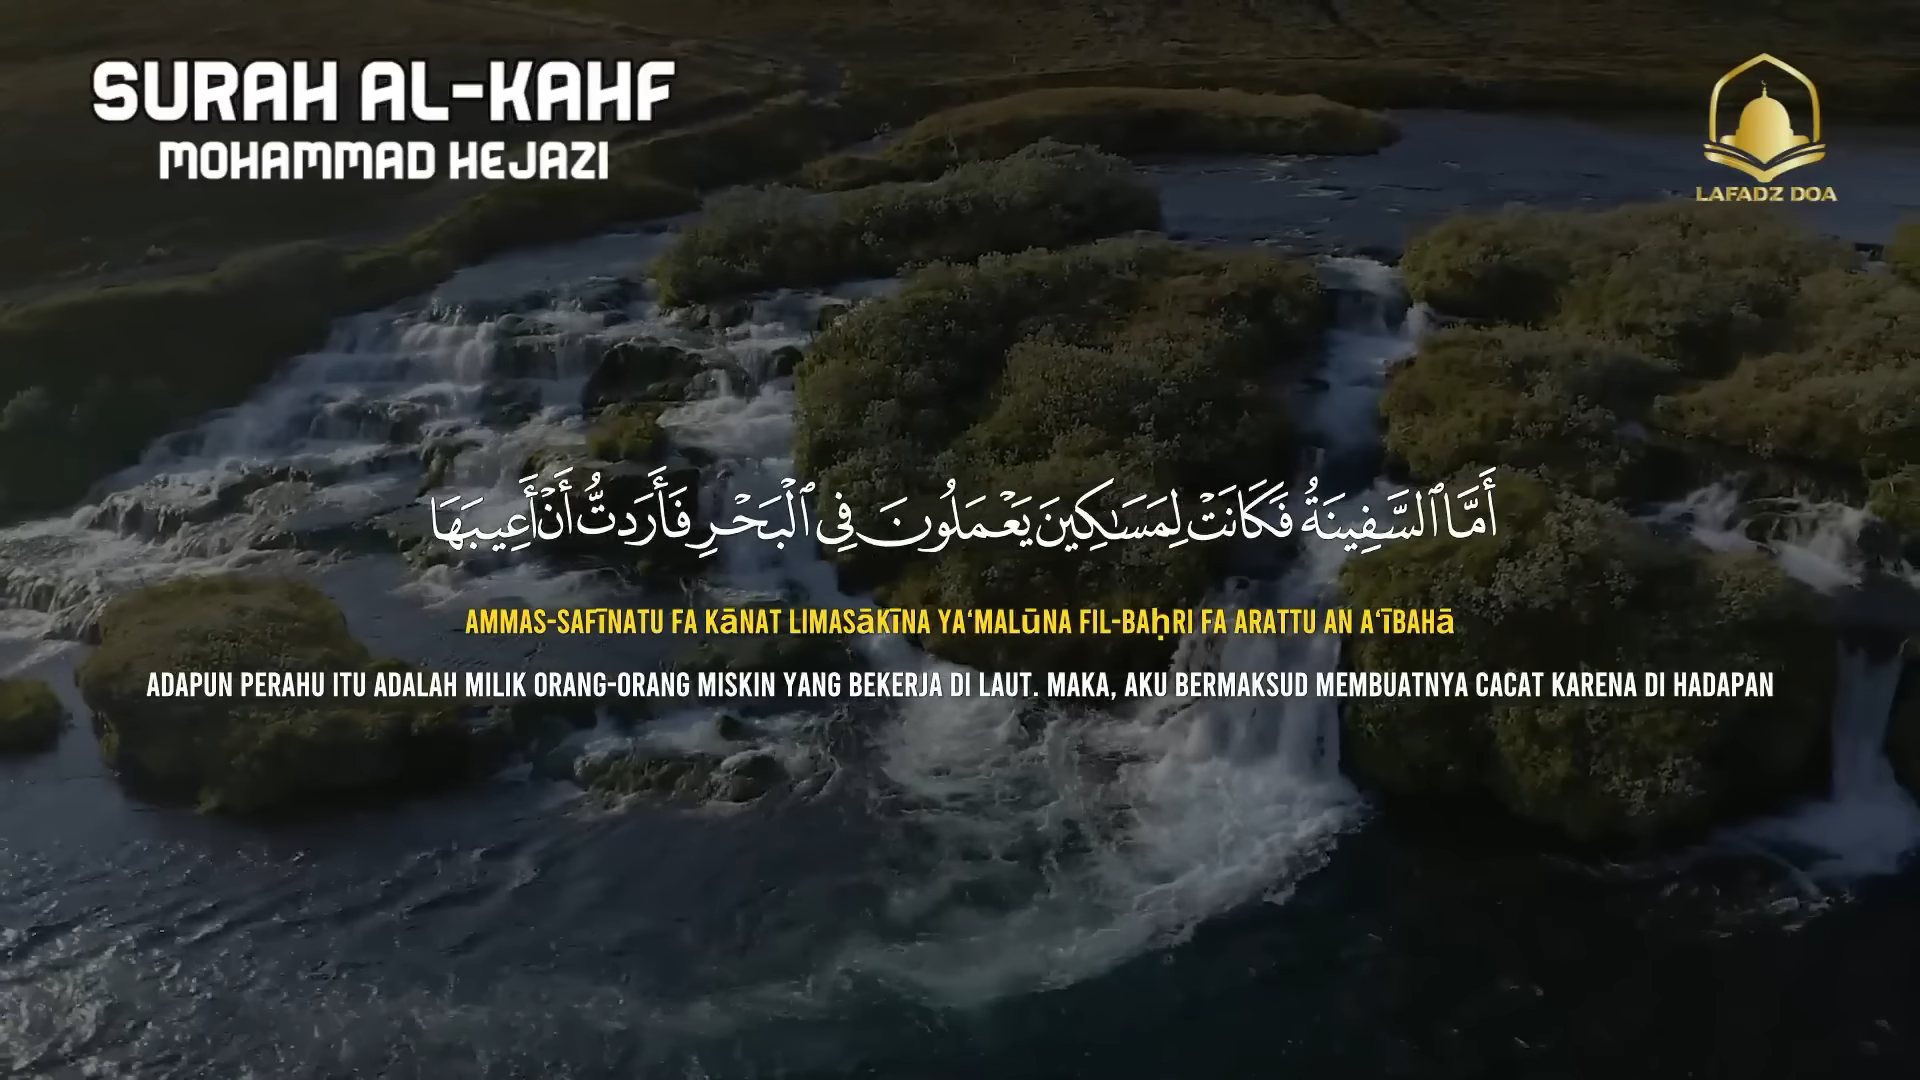 SURAH AL-KAHF
MOHAMMAD HEJAZI
LAFADZ DOA
أَمَّا ٱلسَّفِينَةُ فَكَانَتْ لِمَسَـٰكِينَ يَعْمَلُونَ فِى ٱلْبَحْرِ فَأَرَدتُّ أَنْ أَعِيبَهَا
AMMAS-SAFĪNATU FA KĀNAT LIMASĀKĪNA YA‘MALŪNA FIL-BAḤRI FA ARATTU AN A‘ĪBAHĀ
ADAPUN PERAHU ITU ADALAH MILIK ORANG-ORANG MISKIN YANG BEKERJA DI LAUT. MAKA, AKU BERMAKSUD MEMBUATNYA CACAT KARENA DI HADAPAN